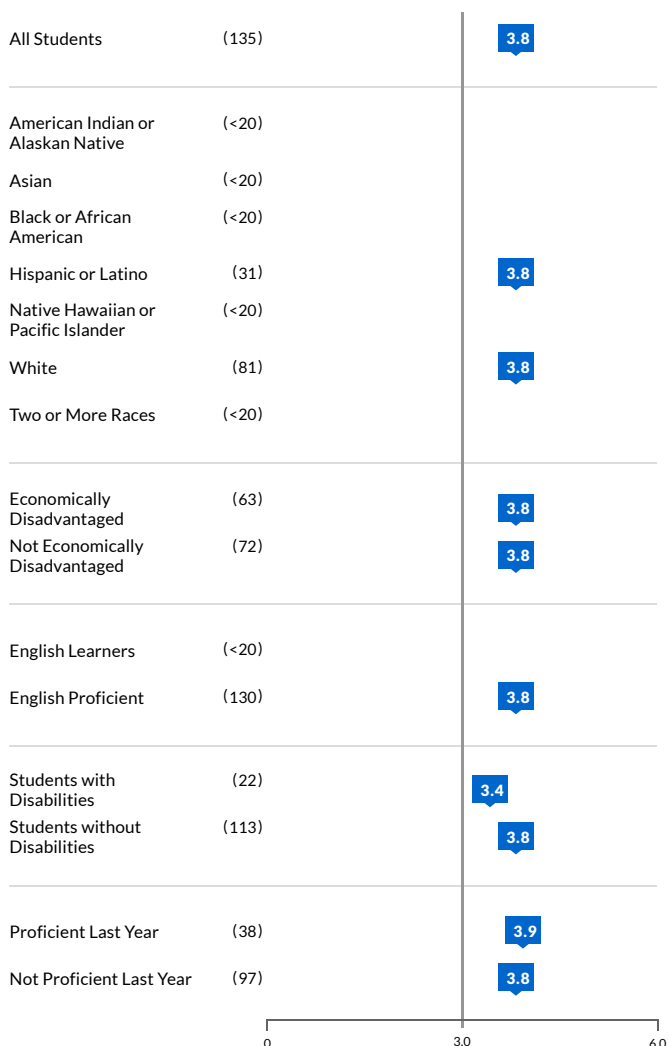 All Students (135) 3.8
American Indian or (<20)
Alaskan Native
Asian (<20)
Black or African (<20)
American
Hispanic or Latino (31) 3.8
Native Hawaiian or (<20)
Pacific Islander
White (81) 3.8
Two or More Races (<20)
Economically (63) 3.8
Disadvantaged
Not Economically (72) 3.8
Disadvantaged
English Learners (<20)
English Proficient (130) 3.8
Students with (22) 3.4
Disabilities
Students without (113) 3.8
Disabilities
Proficient Last Year (38) 3.9
Not Proficient Last Year (97) 3.8
0 3.0 6.0